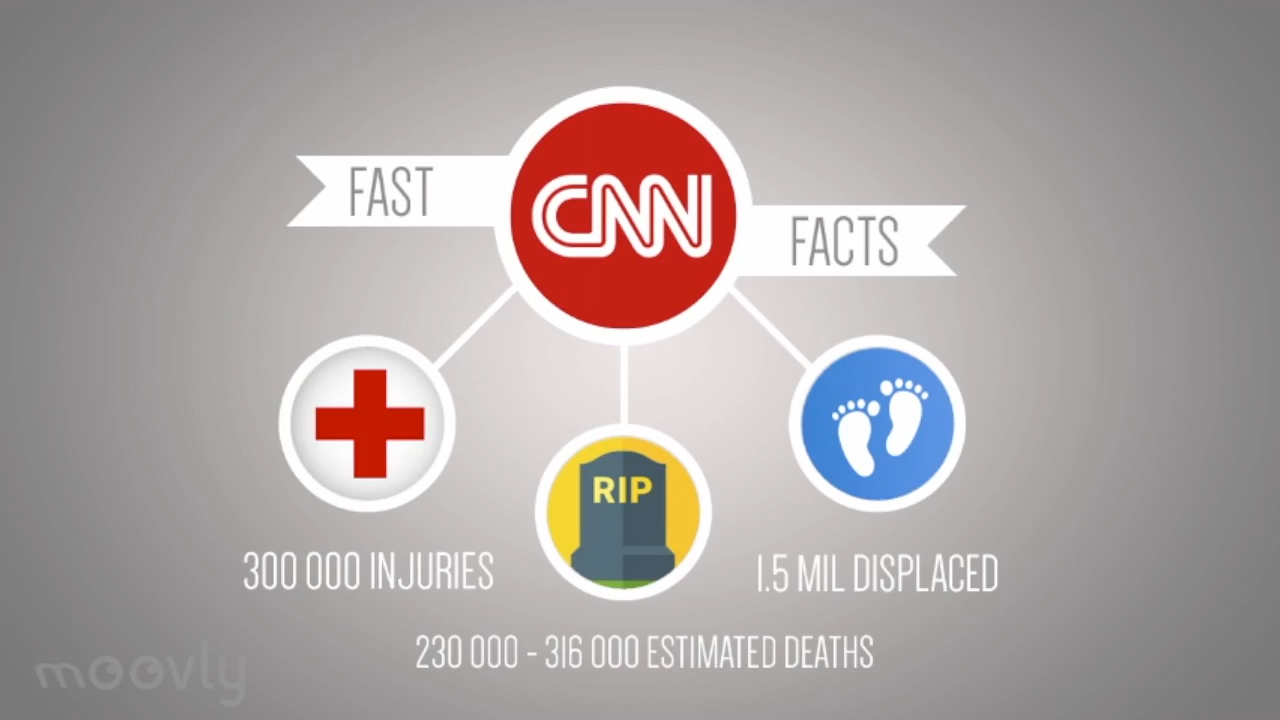 FAST
CNN
FACTS
RIP
300 000 INJURIES
1.5 MIL DISPLACED
230 000 - 316 000 ESTIMATED DEATHS
moovly